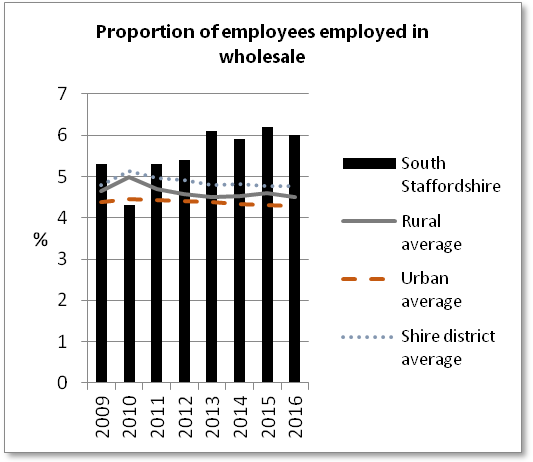 Proportion of employees employed in
wholesale
7
6
5
4
3
2
1
0
%
2009
2010
2011
2012
2013
2014
2015
2016
South
Staffordshire
Rural
average
Urban
average
Shire district
average